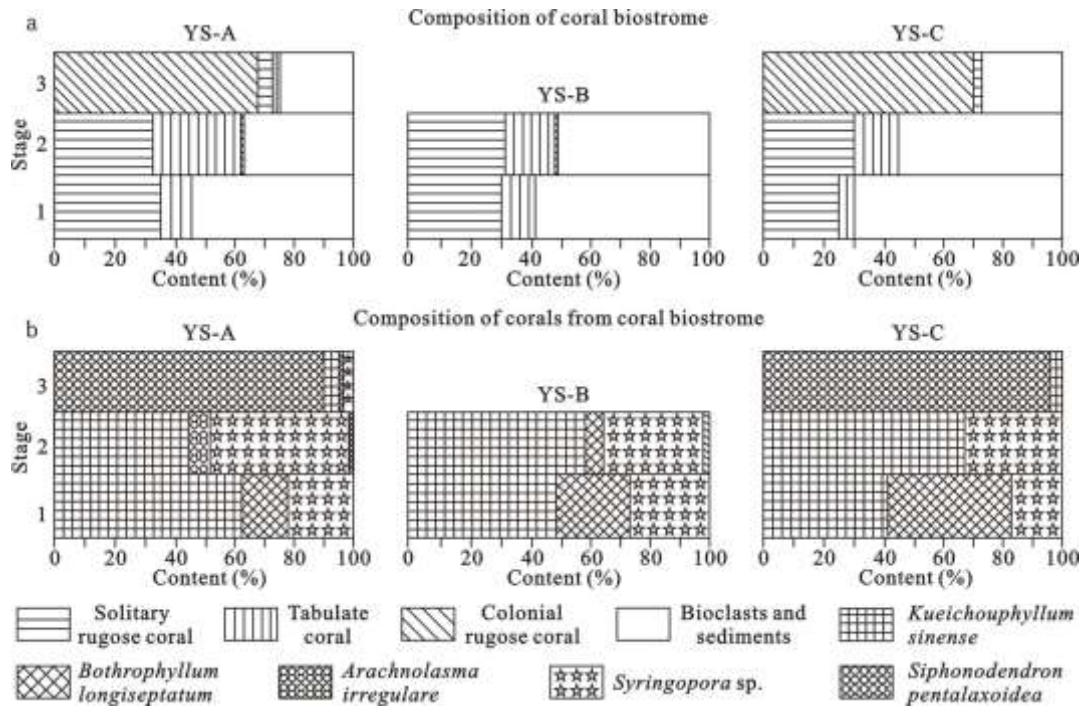 a
Composition of coral biostrome
YS-A
YS-B
YS-C
Stage
3
2
1
0 20 40 60 80 100
Content (%)
0 20 40 60 80 100
Content (%)
0 20 40 60 80 100
Content (%)
b
Composition of corals from coral biostrome
YS-A
YS-B
YS-C
Stage
3
2
1
0 20 40 60 80 100
Content (%)
0 20 40 60 80 100
Content (%)
0 20 40 60 80 100
Content (%)
Solitary
rugose coral
Tabulate
coral
Colonial
rugose coral
Bioclasts and
sediments
Kueichouphyllum
sinense
Bothrophyllum
longiseptatum
Arachnolasma
irregulare
Syringopora sp.
Siphonodendron
pentalaxoidea